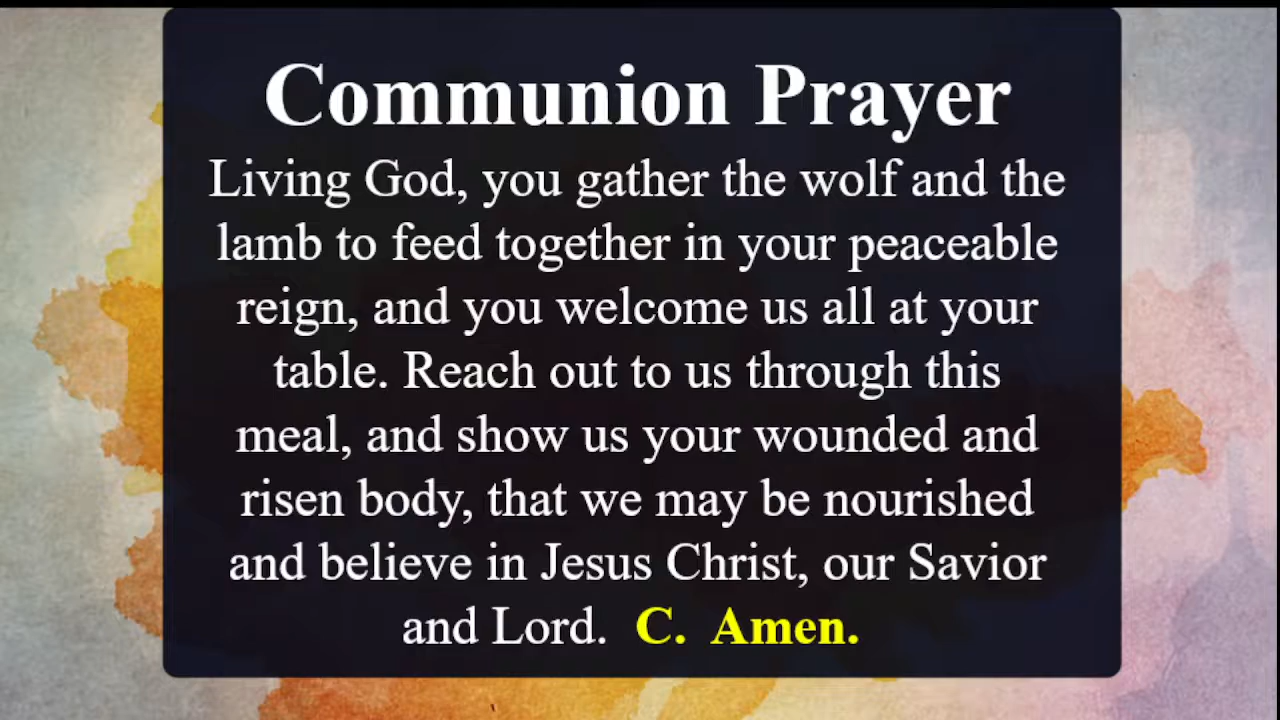 Communion Prayer
Living God, you gather the wolf and the
lamb to feed together in your peaceable
reign, and you welcome us all at your
table. Reach out to us through this
meal, and show us your wounded and
risen body, that we may be nourished
and believe in Jesus Christ, our Savior
and Lord. C. Amen.